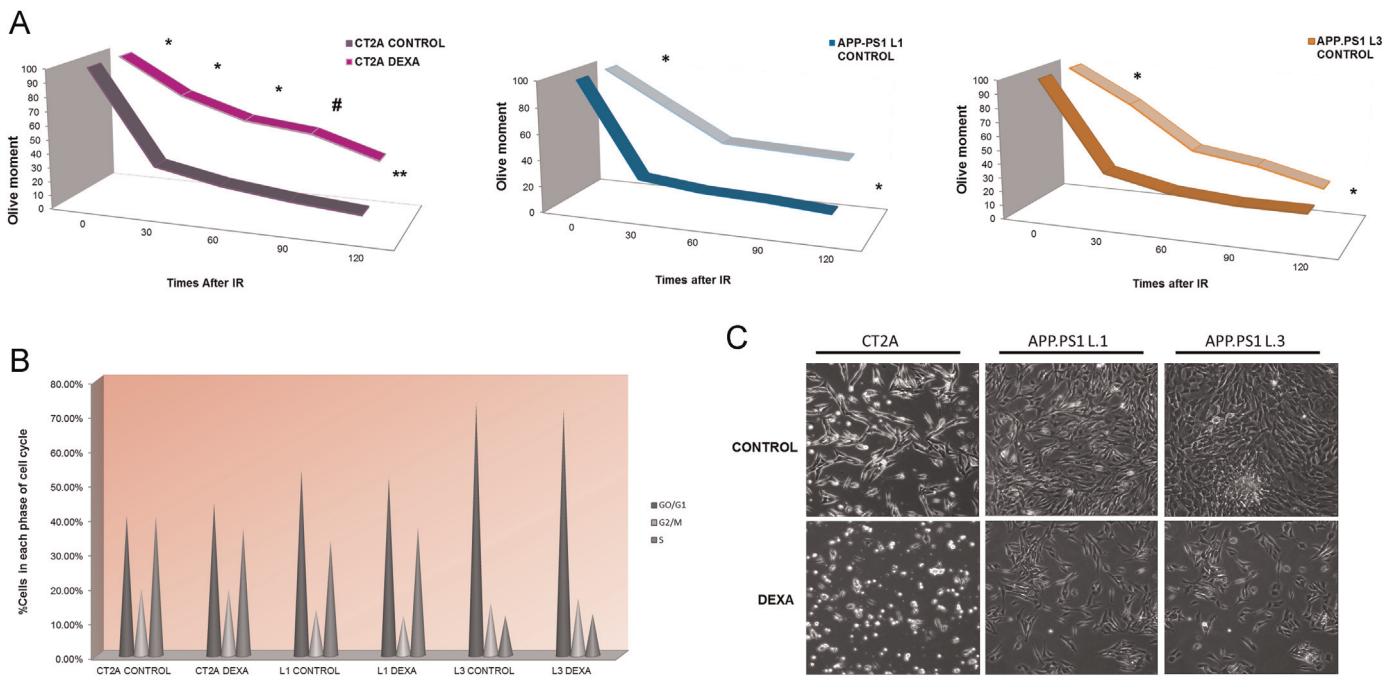 A
CT2A CONTROL
CT2A DEXA
*
*
*
#
**
100
90
80
70
60
50
40
30
20
10
0
Olive moment
0
30
60
90
120
Times After IR
APP-PS1 L1
CONTROL
*
*
100
80
60
40
20
0
Olive moment
0
30
60
90
120
Times after IR
APP.PS1 L3
CONTROL
*
*
100
90
80
70
60
50
40
30
20
10
0
Olive moment
0
30
60
90
120
Times after IR
B
80.00%
70.00%
60.00%
50.00%
40.00%
30.00%
20.00%
10.00%
0.00%
%Cells in each phase of cell cycle
CT2A CONTROL
CT2A DEXA
L1 CONTROL
L1 DEXA
L3 CONTROL
L3 DEXA
GO/G1
G2/M
S
C
CT2A
APP.PS1 L.1
APP.PS1 L.3
CONTROL
DEXA